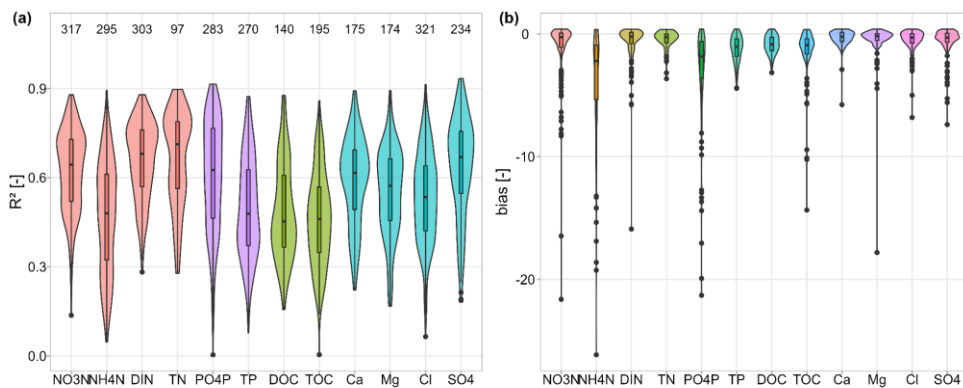 (a)
317 295 303 97 283 270 140 195 175 174 321 234
R² [-]
0.9
0.6
0.3
0.0
NO3N NH4N DIN TN PO4P TP DOC TOC Ca Mg Cl SO4
(b)
bias [-]
0
-10
-20
NO3N NH4N DIN TN PO4P TP DOC TOC Ca Mg Cl SO4